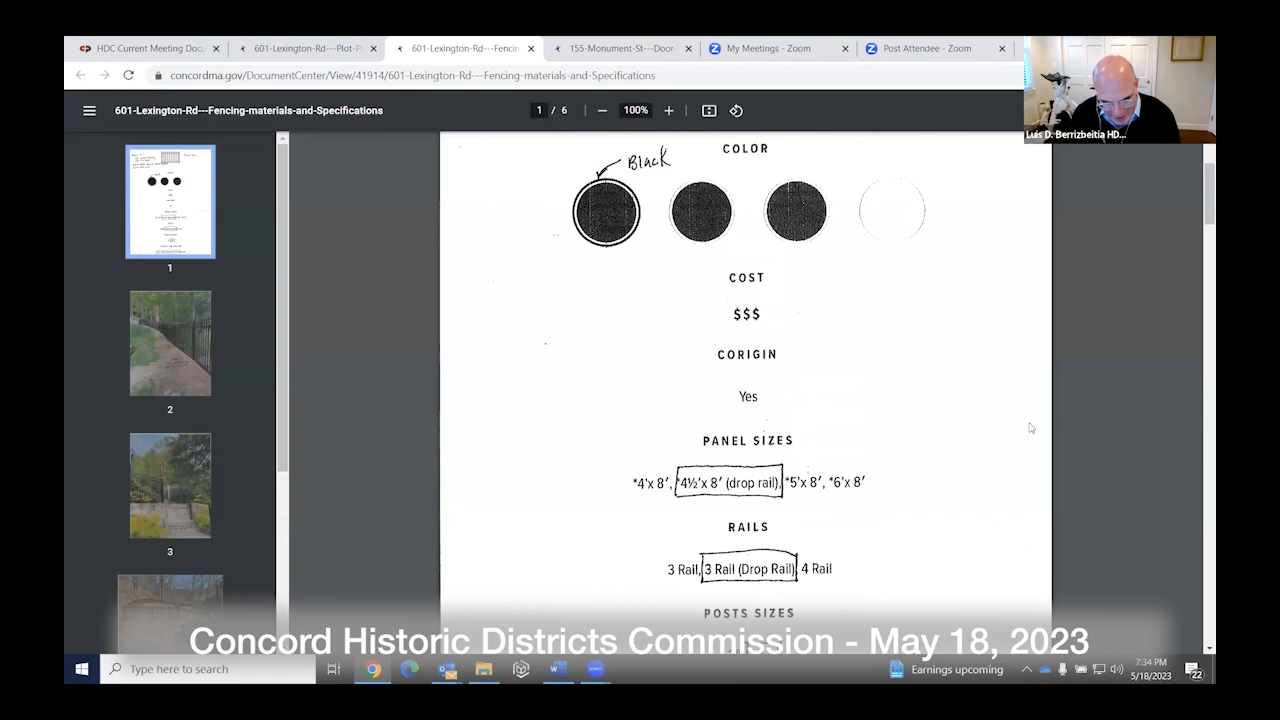 HDC Current Meeting Docu
601-Lexington-Rd---Plot-Pl
601-Lexington-Rd---Fencin
155-Monument-St---Door-
My Meetings - Zoom
Post Attendee - Zoom
concordma.gov/DocumentCenter/View/41914/601-Lexington-Rd---Fencing-materials-and-Specifications
601-Lexington-Rd---Fencing-materials-and-Specifications
1 / 6
100%
Luis D. Berrizbeitia HD...
Black
COLOR
COST
$$$
CORIGIN
Yes
PANEL SIZES
*4'x 8', *4½'x 8' (drop rail), *5'x 8', *6'x 8'
RAILS
3 Rail, 3 Rail (Drop Rail), 4 Rail
POSTS SIZES
1
2
3
Concord Historic Districts Commission - May 18, 2023
Type here to search
Earnings upcoming
7:34 PM
5/18/2023
22